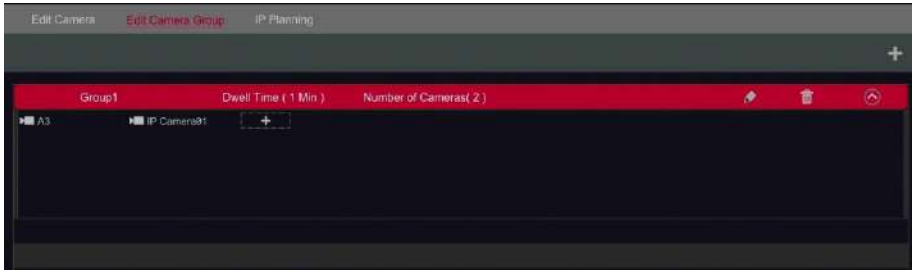 Edit Camera Edit Camera Group IP Planning
Group1 Dwell Time ( 1 Min ) Number of Cameras( 2 )
A3 IP Camera01